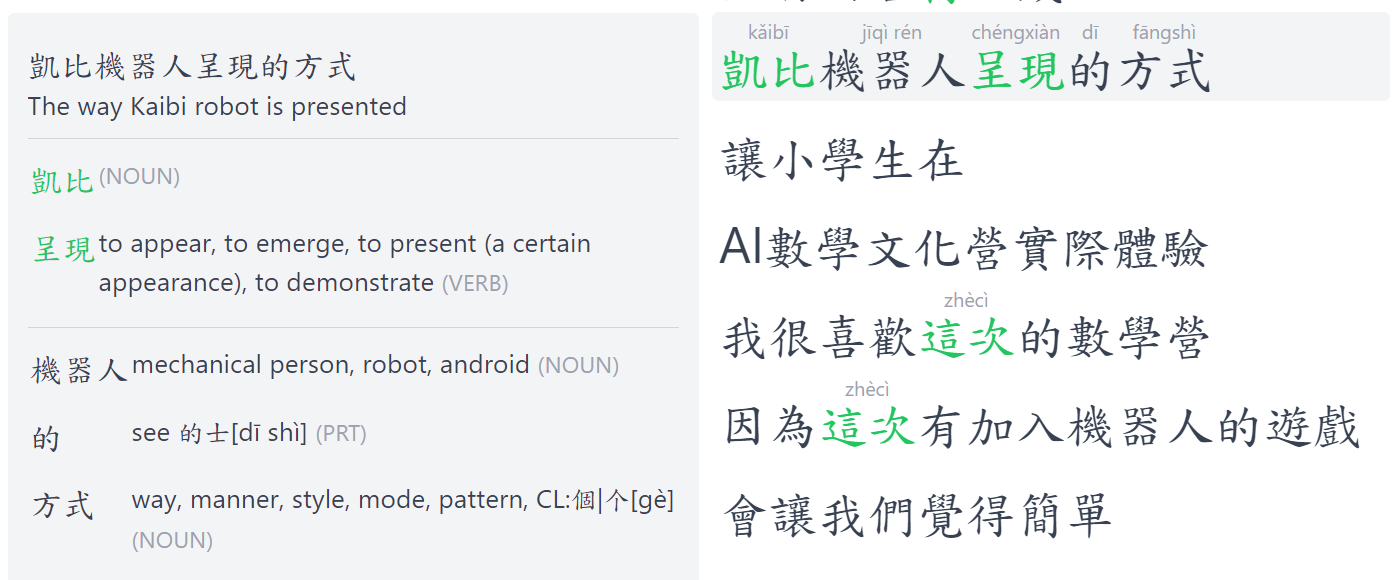 凱比機器人呈現的方式
The way Kaibi robot is presented
凱比 (NOUN)
呈現 to appear, to emerge, to present (a certain
appearance), to demonstrate (VERB)
機器人 mechanical person, robot, android (NOUN)
的 see 的士[dī shì] (PRT)
方式 way, manner, style, mode, pattern, CL:個|个[gè]
(NOUN)
kǎibī jīqì rén chéngxiàn dī fāngshì
凱比機器人呈現的方式
讓小學生在
AI數學文化營實際體驗
zhècì
我很喜歡這次的數學營
zhècì
因為這次有加入機器人的遊戲
會讓我們覺得簡單